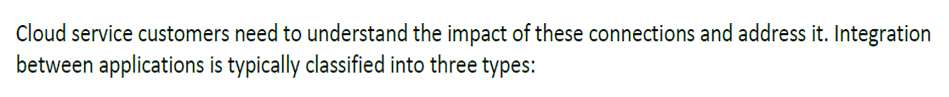 Cloud service customers need to understand the impact of these connections and address it. Integration
between applications is typically classified into three types: